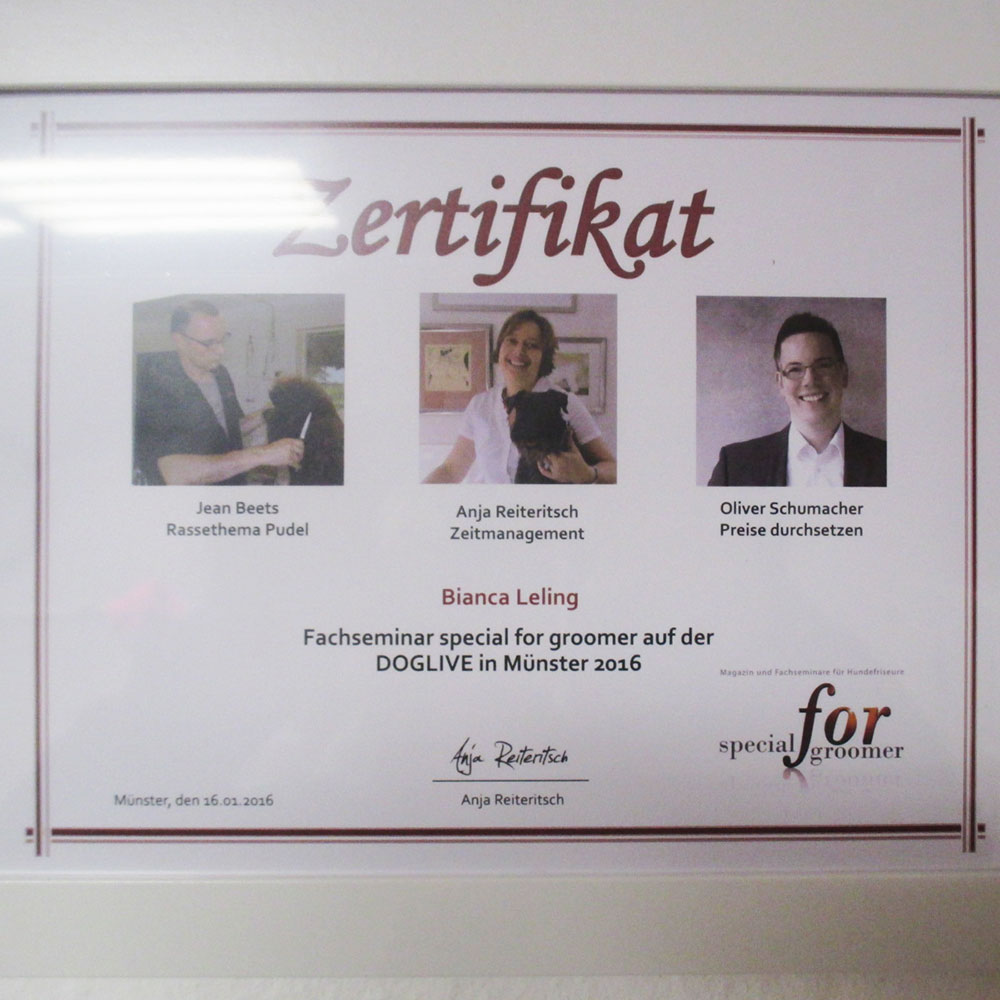 Zertifikat
Jean Beets
Rassethema Pudel
Anja Reiteritsch
Zeitmanagement
Oliver Schumacher
Preise durchsetzen
Bianca Leling
Fachseminar special for groomer auf der
DOGLIVE in Münster 2016
Magazin und Fachseminare für Hundefriseure
special for groomer
Anja Reiteritsch
Münster, den 16.01.2016
Anja Reiteritsch